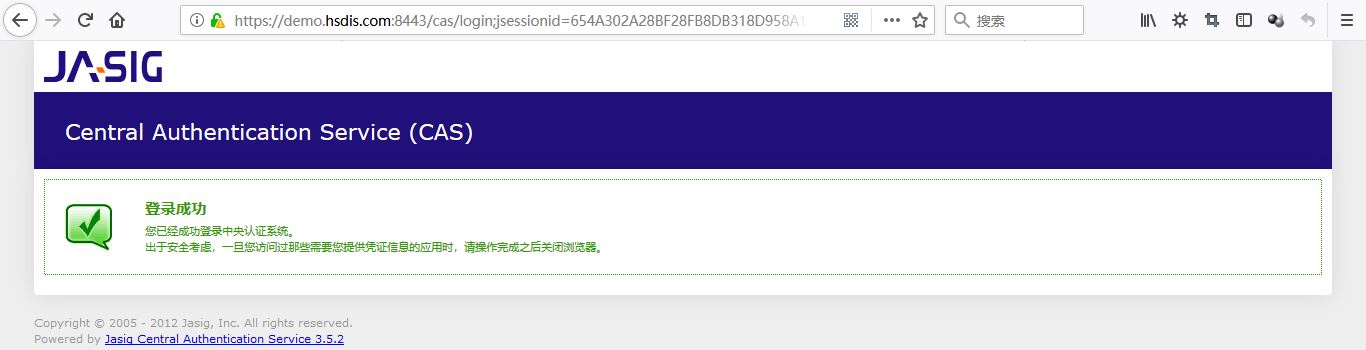 https://demo.hsdis.com:8443/cas/login;jsessionid=654A302A28BF28FB8DB318D958A
搜索
JASIG
Central Authentication Service (CAS)
登录成功
您已经成功登录中央认证系统。
出于安全考虑，一旦您访问过那些需要您提供凭证信息的应用时，请操作完成之后关闭浏览器。
Copyright © 2005 - 2012 Jasig, Inc. All rights reserved.
Powered by Jasig Central Authentication Service 3.5.2